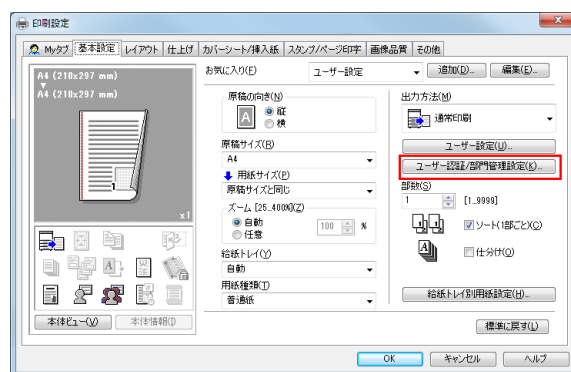 印刷設定
Myタブ 基本設定 レイアウト 仕上げ カバーシート/挿入紙 スタンプ/ページ印字 画像品質 その他
A4 (210x297 mm)
A4 (210x297 mm)
1
x1
本体ビュー(V) 本体情報(I)
お気に入り(F) ユーザー設定 追加(D)... 編集(E)...
原稿の向き(N)
A
縦
横
原稿サイズ(R)
A4
用紙サイズ(P)
原稿サイズと同じ
ズーム [25..400%](Z)
自動
任意
100 %
給紙トレイ(Y)
自動
用紙種類(T)
普通紙
出力方法(M)
通常印刷
ユーザー設定(U)...
ユーザー認証/部門管理設定(K)...
部数(S)
1 [1..9999]
ソート(1部ごと)(C)
仕分け(O)
給紙トレイ別用紙設定(H)...
標準に戻す(L)
OK キャンセル ヘルプ